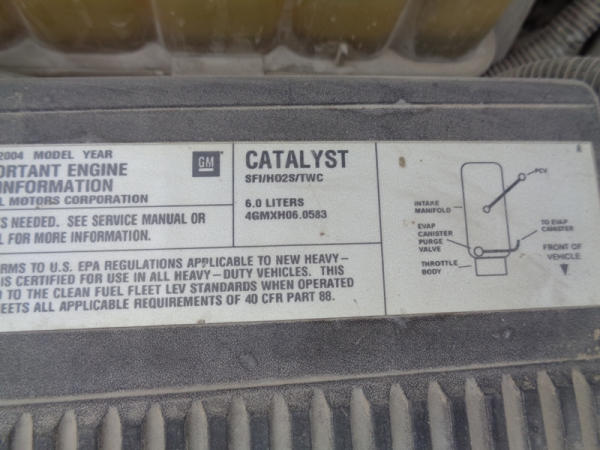 2004 MODEL YEAR
ORTANT ENGINE
INFORMATION
L MOTORS CORPORATION
GM
CATALYST
SFI/HO2S/TWC
6.0 LITERS
4GMXH06.0583
S NEEDED. SEE SERVICE MANUAL OR
L FOR MORE INFORMATION.
RMS TO U.S. EPA REGULATIONS APPLICABLE TO NEW HEAVY-
IS CERTIFIED FOR USE IN ALL HEAVY-DUTY VEHICLES. THIS
D TO THE CLEAN FUEL FLEET LEV STANDARDS WHEN OPERATED
EETS ALL APPLICABLE REQUIREMENTS OF 40 CFR PART 88.
PCV
INTAKE
MANIFOLD
EVAP
CANISTER
PURGE
VALVE
THROTTLE
BODY
TO EVAP
CANISTER
FRONT OF
VEHICLE